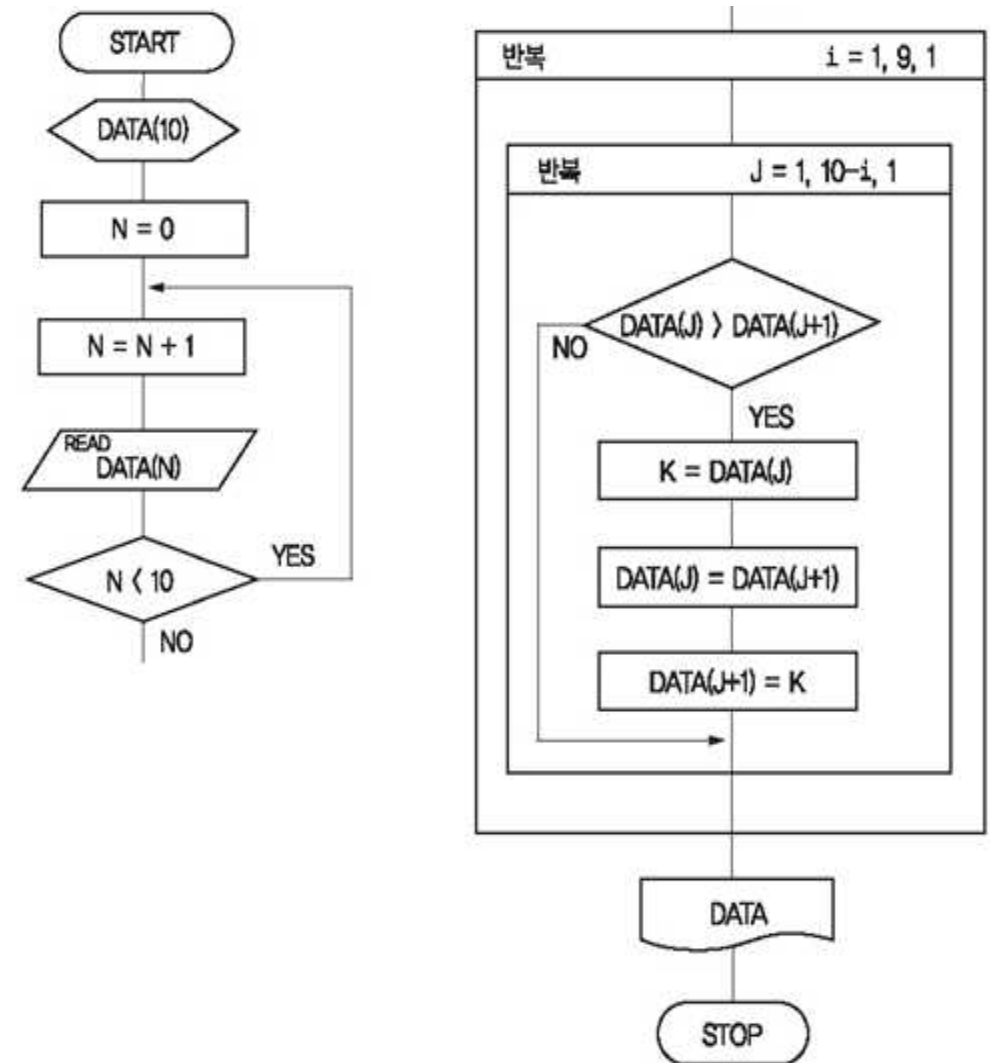 START
DATA(10)
N = 0
N = N + 1
READ
DATA(N)
N < 10
YES
NO
반복 i = 1, 9, 1
반복 J = 1, 10-i, 1
DATA(J) > DATA(J+1)
NO
YES
K = DATA(J)
DATA(J) = DATA(J+1)
DATA(J+1) = K
DATA
STOP